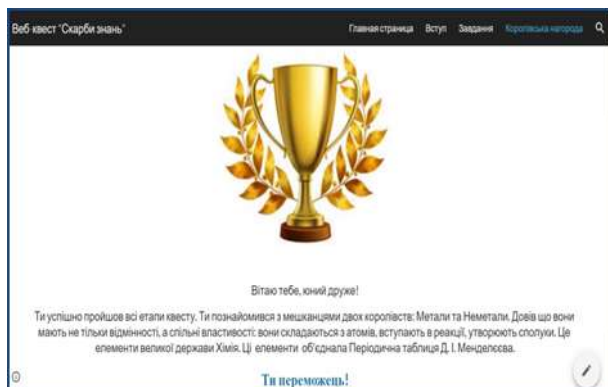 Веб-квест "Скарби знань"
Главная страница Вступ Завдання Королівська нагорода
Вітаю тебе, юний друже!
Ти успішно пройшов всі етапи квесту. Ти познайомився з мешканцями двох королівств: Метали та Неметали. Довів що вони
мають не тільки відмінності, а спільні властивості: вони складаються з атомів, вступають в реакції, утворюють сполуки. Це
елементи великої держави Хімія. Ці елементи об'єднала Періодична таблиця Д. І. Менделєєва.
Ти переможець!